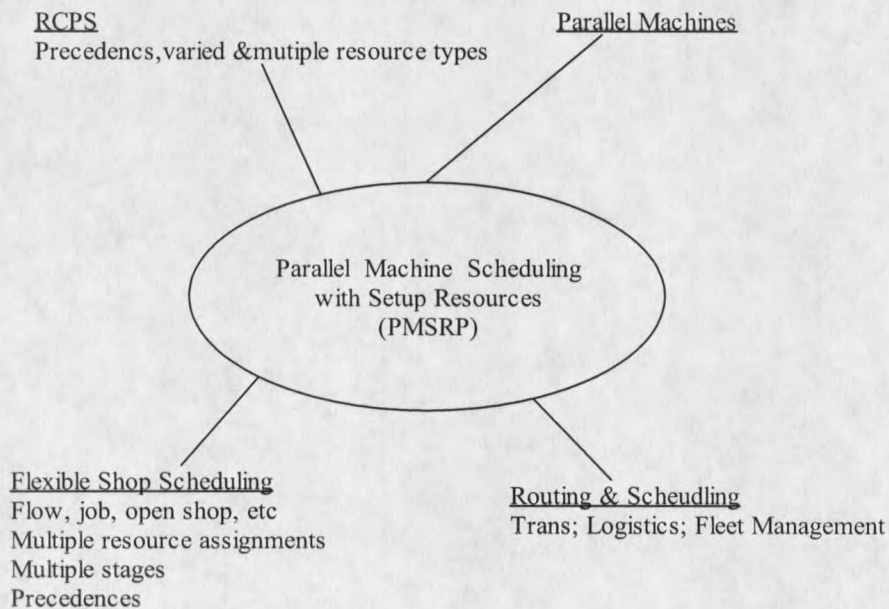 RCPS
Precedencs,varied &mutiple resource types
Parallel Machines
Parallel Machine Scheduling
with Setup Resources
(PMSRP)
Flexible Shop Scheduling
Flow, job, open shop, etc
Multiple resource assignments
Multiple stages
Precedences
Routing & Scheudling
Trans; Logistics; Fleet Management